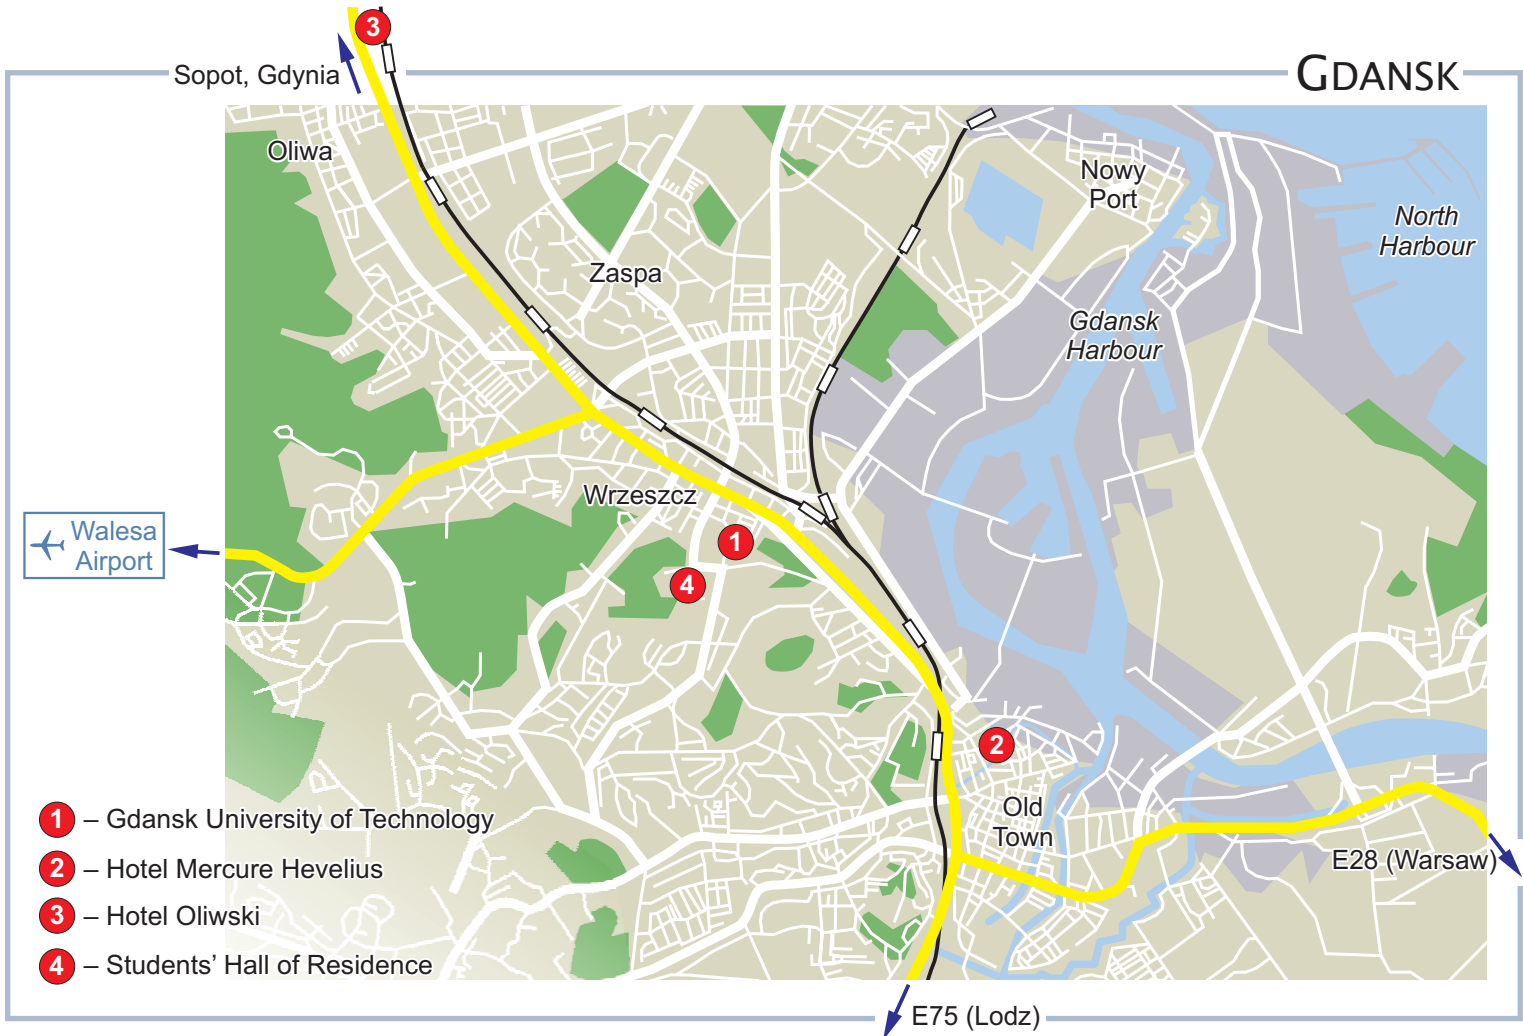 3
Sopot, Gdynia
GDANSK
Oliwa
Nowy
Port
North
Harbour
Zaspa
Gdansk
Harbour
Wrzeszcz
Walesa
Airport
1
4
2
Old
Town
1 – Gdansk University of Technology
2 – Hotel Mercure Hevelius
3 – Hotel Oliwski
4 – Students’ Hall of Residence
E28 (Warsaw)
E75 (Lodz)